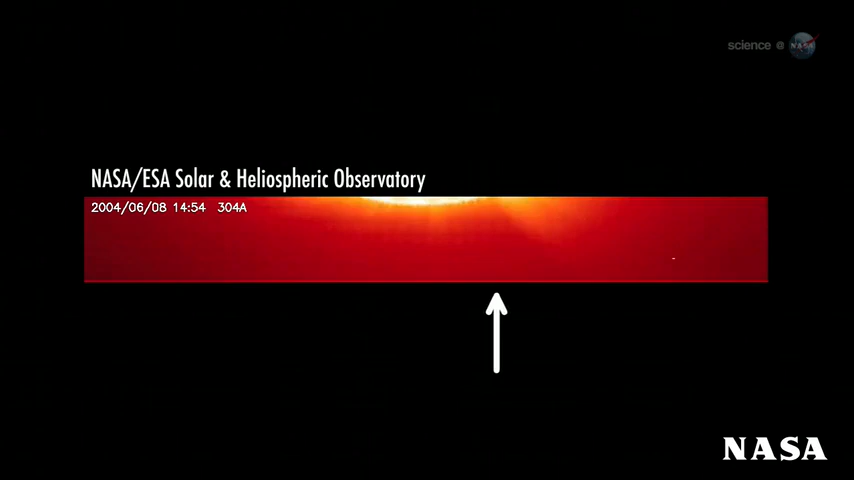 science @ NASA
NASA/ESA Solar & Heliospheric Observatory
2004/06/08 14:54 304A
NASA